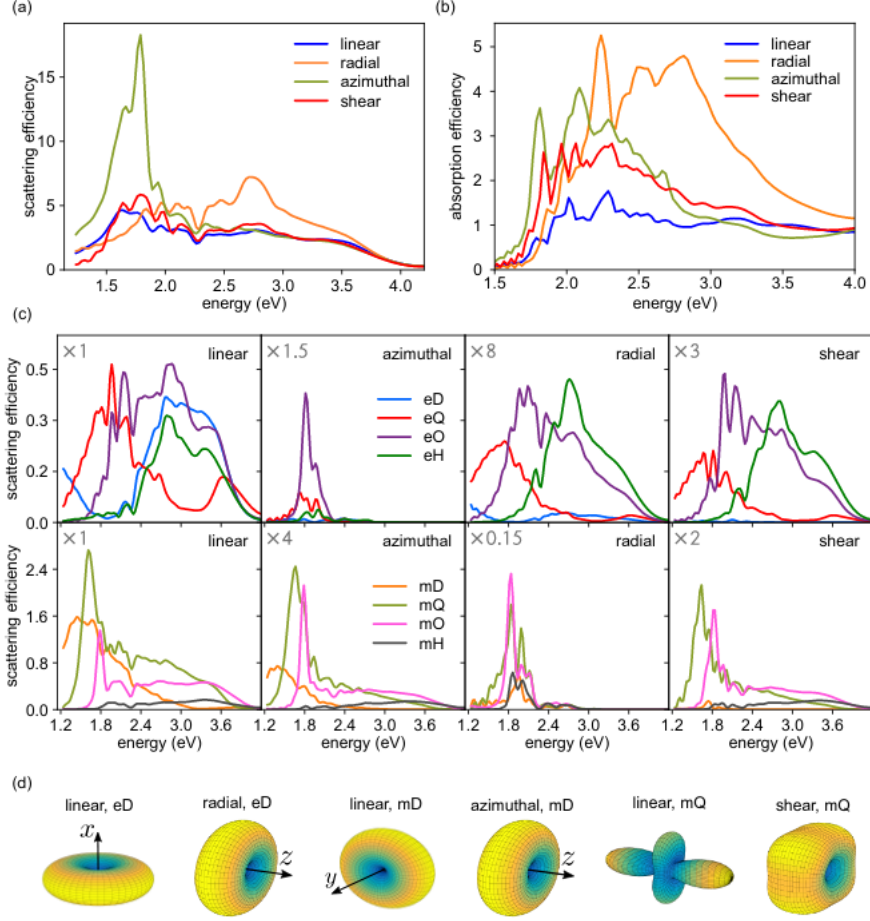 (a)
scattering efficiency
15
10
5
0
linear
radial
azimuthal
shear
1.5 2.0 2.5 3.0 3.5 4.0
energy (eV)
(b)
absorption efficiency
5
4
3
2
1
0
linear
radial
azimuthal
shear
1.5 2.0 2.5 3.0 3.5 4.0
energy (eV)
(c)
scattering efficiency
0.5
0.3
0.2
0.0
×1 linear
×1.5 azimuthal
eD
eQ
eO
eH
×8 radial
×3 shear
scattering efficiency
2.4
1.6
0.8
0.0
×1 linear
×4 azimuthal
mD
mQ
mO
mH
×0.15 radial
×2 shear
1.2 1.8 2.4 3.0 3.6 1.2 1.8 2.4 3.0 3.6 1.2 1.8 2.4 3.0 3.6 1.2 1.8 2.4 3.0 3.6
energy (eV) energy (eV) energy (eV) energy (eV)
(d)
linear, eD radial, eD linear, mD azimuthal, mD linear, mQ shear, mQ
x z y z